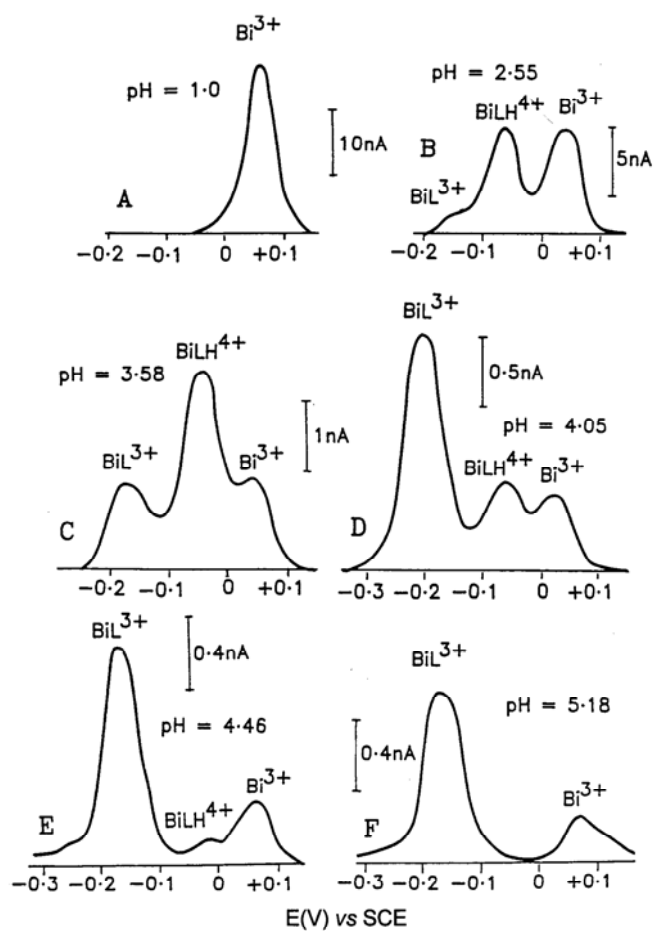 Bi³⁺
pH = 1·0
10nA
A
−0·2 −0·1 0 +0·1
pH = 2·55
BiLH⁴⁺ Bi³⁺
B
5nA
BiL³⁺
−0·2 −0·1 0 +0·1
BiLH⁴⁺
pH = 3·58
1nA
BiL³⁺ Bi³⁺
C
−0·2 −0·1 0 +0·1
BiL³⁺
0·5nA
pH = 4·05
BiLH⁴⁺ Bi³⁺
D
−0·3 −0·2 −0·1 0 +0·1
BiL³⁺
0·4nA
pH = 4·46
Bi³⁺
BiLH⁴⁺
E
−0·3 −0·2 −0·1 0 +0·1
BiL³⁺
pH = 5·18
0·4nA
Bi³⁺
F
−0·3 −0·2 −0·1 0 +0·1
E(V) vs SCE